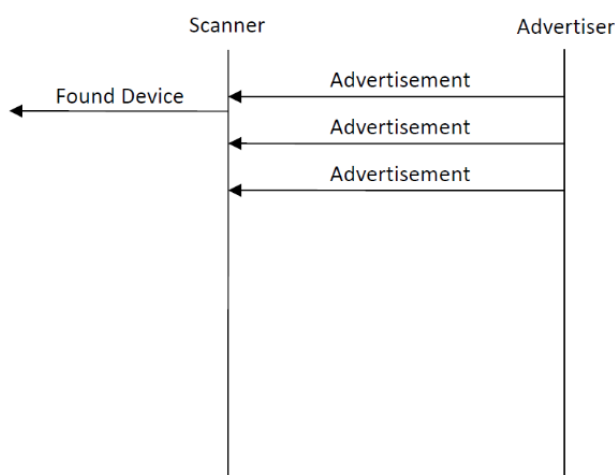 Scanner
Advertiser
Advertisement
Found Device
Advertisement
Advertisement